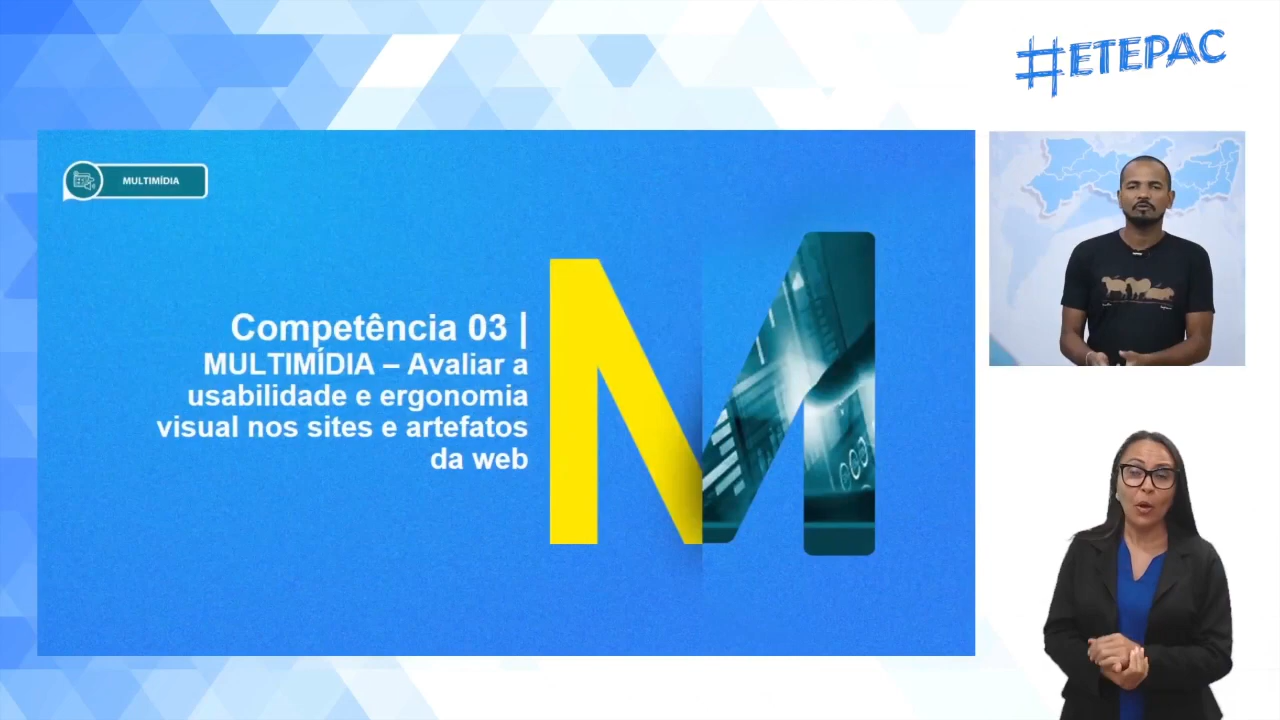 #ETEPAC
MULTIMÍDIA
Competência 03 |
MULTIMÍDIA – Avaliar a
usabilidade e ergonomia
visual nos sites e artefatos
da web
M